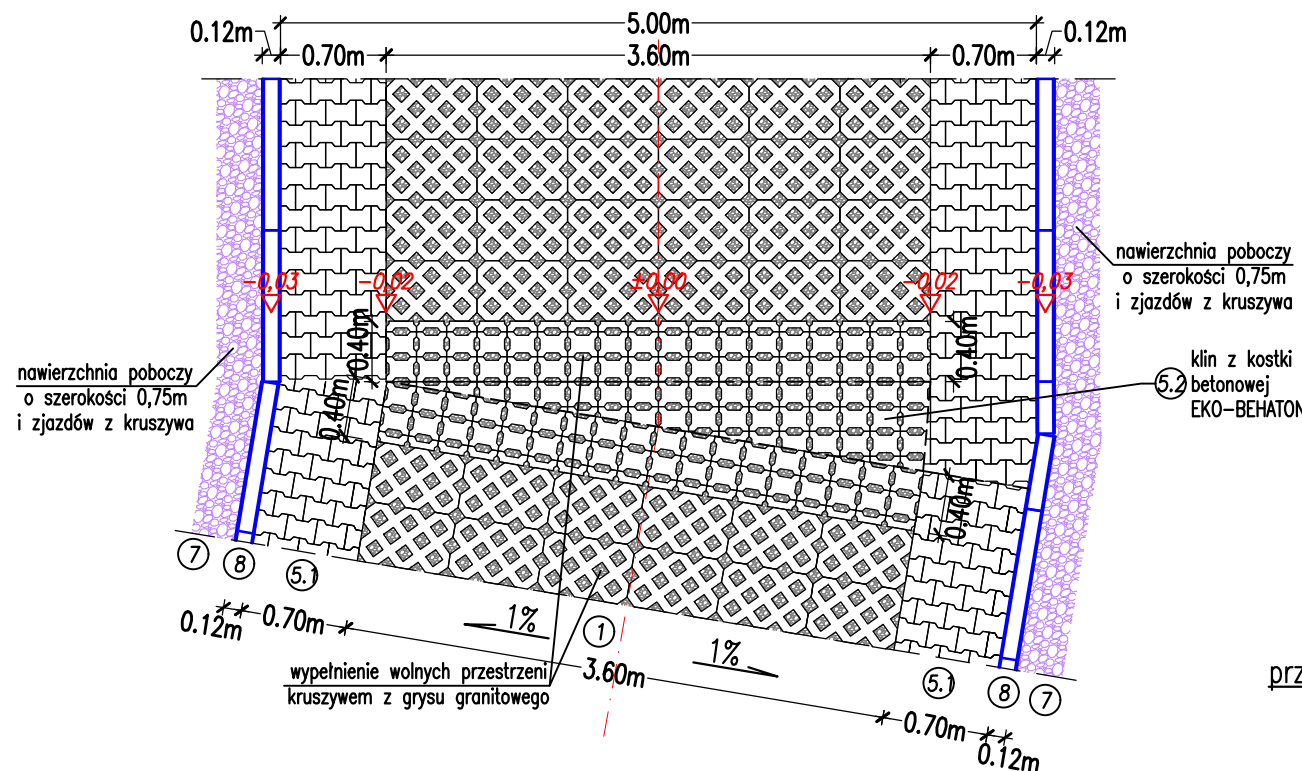 5.00m
0.12m
0.70m
3.60m
0.70m
0.12m
-0,03
-0,02
±0,00
-0,02
-0,03
nawierzchnia poboczy
o szerokości 0,75m
i zjazdów z kruszywa
0.40m
0.40m
klin z kostki
5.2 betonowej
EKO-BEHATON
nawierzchnia poboczy
o szerokości 0,75m
i zjazdów z kruszywa
0.40m
0.40m
7
8
5.1
0.12m
0.70m
1%
1
1%
3.60m
wypełnienie wolnych przestrzeni
kruszywem z grysu granitowego
5.1
8
7
0.70m
0.12m
prz